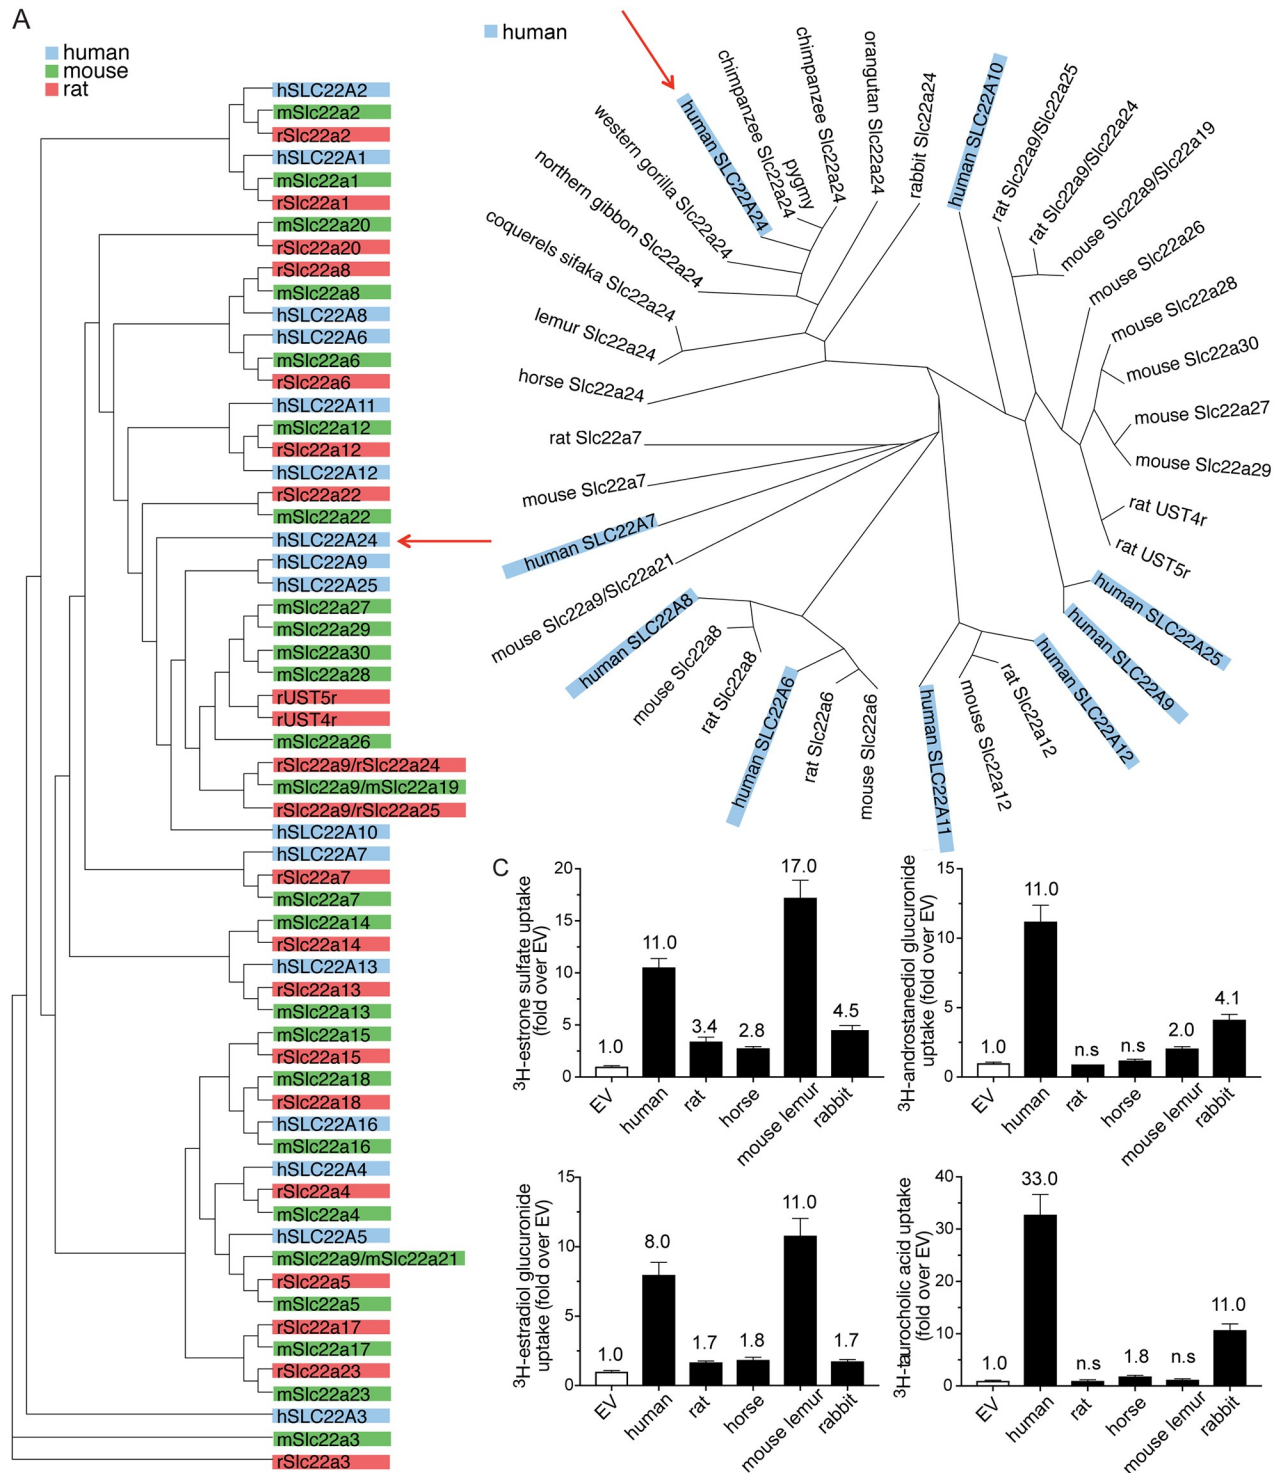 A
human
mouse
rat
hSLC22A2
mSlc22a2
rSlc22a2
hSLC22A1
mSlc22a1
rSlc22a1
mSlc22a20
rSlc22a20
rSlc22a8
mSlc22a8
hSLC22A8
hSLC22A6
mSlc22a6
rSlc22a6
hSLC22A11
mSlc22a12
rSlc22a12
hSLC22A12
rSlc22a22
mSlc22a22
hSLC22A24
hSLC22A9
hSLC22A25
mSlc22a27
mSlc22a29
mSlc22a30
mSlc22a28
rUST5r
rUST4r
mSlc22a26
rSlc22a9/rSlc22a24
mSlc22a9/mSlc22a19
rSlc22a9/rSlc22a25
hSLC22A10
hSLC22A7
rSlc22a7
mSlc22a7
mSlc22a14
rSlc22a14
hSLC22A13
rSlc22a13
mSlc22a13
mSlc22a15
rSlc22a15
mSlc22a18
rSlc22a18
hSLC22A16
mSlc22a16
hSLC22A4
rSlc22a4
mSlc22a4
hSLC22A5
mSlc22a9/mSlc22a21
rSlc22a5
mSlc22a5
rSlc22a17
mSlc22a17
rSlc22a23
mSlc22a23
hSLC22A3
mSlc22a3
rSlc22a3
human
human SLC22A24
pygmy
chimpanzee Slc22a24
chimpanzee Slc22a24
orangutan Slc22a24
rabbit Slc22a24
human SLC22A10
rat Slc22a9/Slc22a25
rat Slc22a9/Slc22a24
mouse Slc22a9/Slc22a19
mouse Slc22a26
mouse Slc22a28
mouse Slc22a30
mouse Slc22a27
mouse Slc22a29
rat UST4r
rat UST5r
human SLC22A25
human SLC22A9
human SLC22A12
rat Slc22a12
mouse Slc22a12
human SLC22A11
mouse Slc22a6
rat Slc22a6
human SLC22A6
rat Slc22a8
mouse Slc22a8
human SLC22A8
mouse Slc22a9/Slc22a21
human SLC22A7
mouse Slc22a7
rat Slc22a7
horse Slc22a24
lemur Slc22a24
coquerels sifaka Slc22a24
northern gibbon Slc22a24
western gorilla Slc22a24
C
³H-estrone sulfate uptake
(fold over EV)
20
15
10
5
0
1.0
11.0
3.4
2.8
17.0
4.5
EV
human
rat
horse
mouse lemur
rabbit
³H-androstanediol glucuronide
uptake (fold over EV)
15
10
5
0
1.0
11.0
n.s
n.s
2.0
4.1
EV
human
rat
horse
mouse lemur
rabbit
³H-estradiol glucuronide
uptake (fold over EV)
15
10
5
0
1.0
8.0
1.7
1.8
11.0
1.7
EV
human
rat
horse
mouse lemur
rabbit
³H-taurocholic acid uptake
(fold over EV)
40
30
20
10
0
1.0
33.0
n.s
1.8
n.s
11.0
EV
human
rat
horse
mouse lemur
rabbit